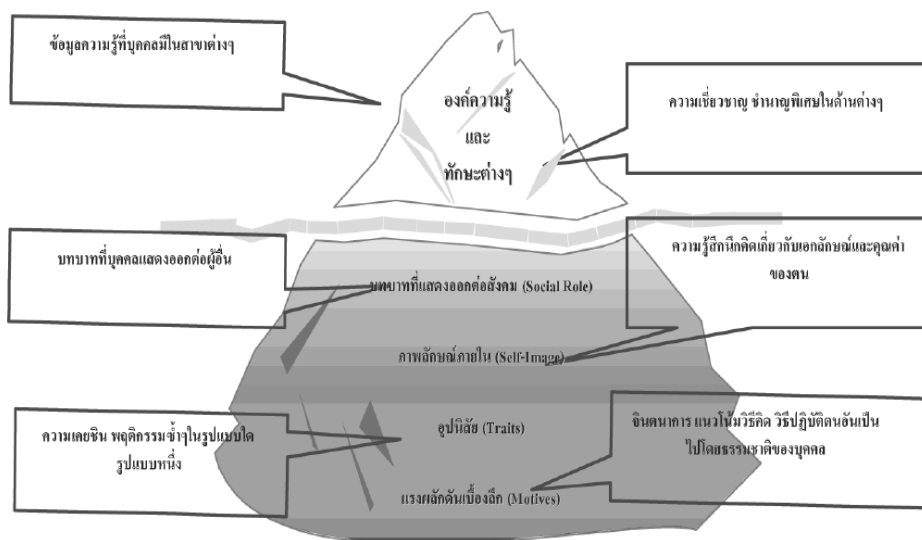 ข้อมูลความรู้ที่บุคคลมีในสาขาต่างๆ
องค์ความรู้
และ
ทักษะต่างๆ
ความเชี่ยวชาญ ชำนาญพิเศษในด้านต่างๆ
บทบาทที่บุคคลแสดงออกต่อผู้อื่น
ความรู้สึกนึกคิดเกี่ยวกับเอกลักษณ์และคุณค่า
ของตน
บทบาทที่แสดงออกต่อสังคม (Social Role)
ภาพลักษณ์ภายใน (Self-Image)
ความเคยชิน พฤติกรรมซ้ำๆในรูปแบบใด
รูปแบบหนึ่ง
อุปนิสัย (Traits)
จินตนาการ แนวโน้มวิธีคิด วิธีปฏิบัติตนอันเป็น
ไปโดยธรรมชาติของบุคคล
แรงผลักดันเบื้องลึก (Motives)